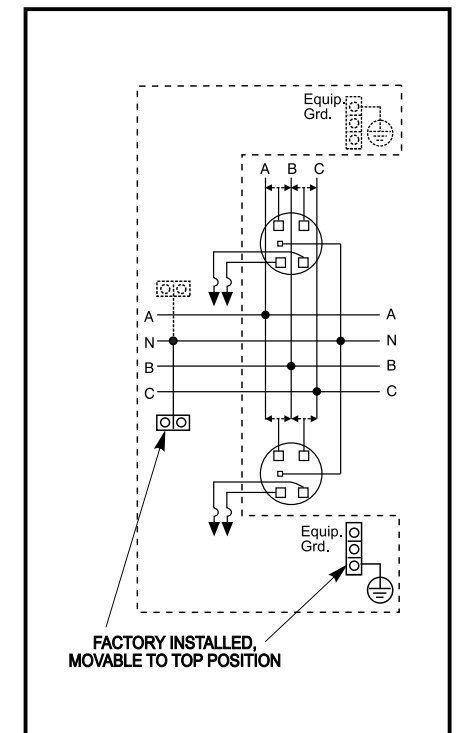 Equip.
Grd.
A B C
A A
N N
B B
C C
Equip.
Grd.
FACTORY INSTALLED,
MOVABLE TO TOP POSITION